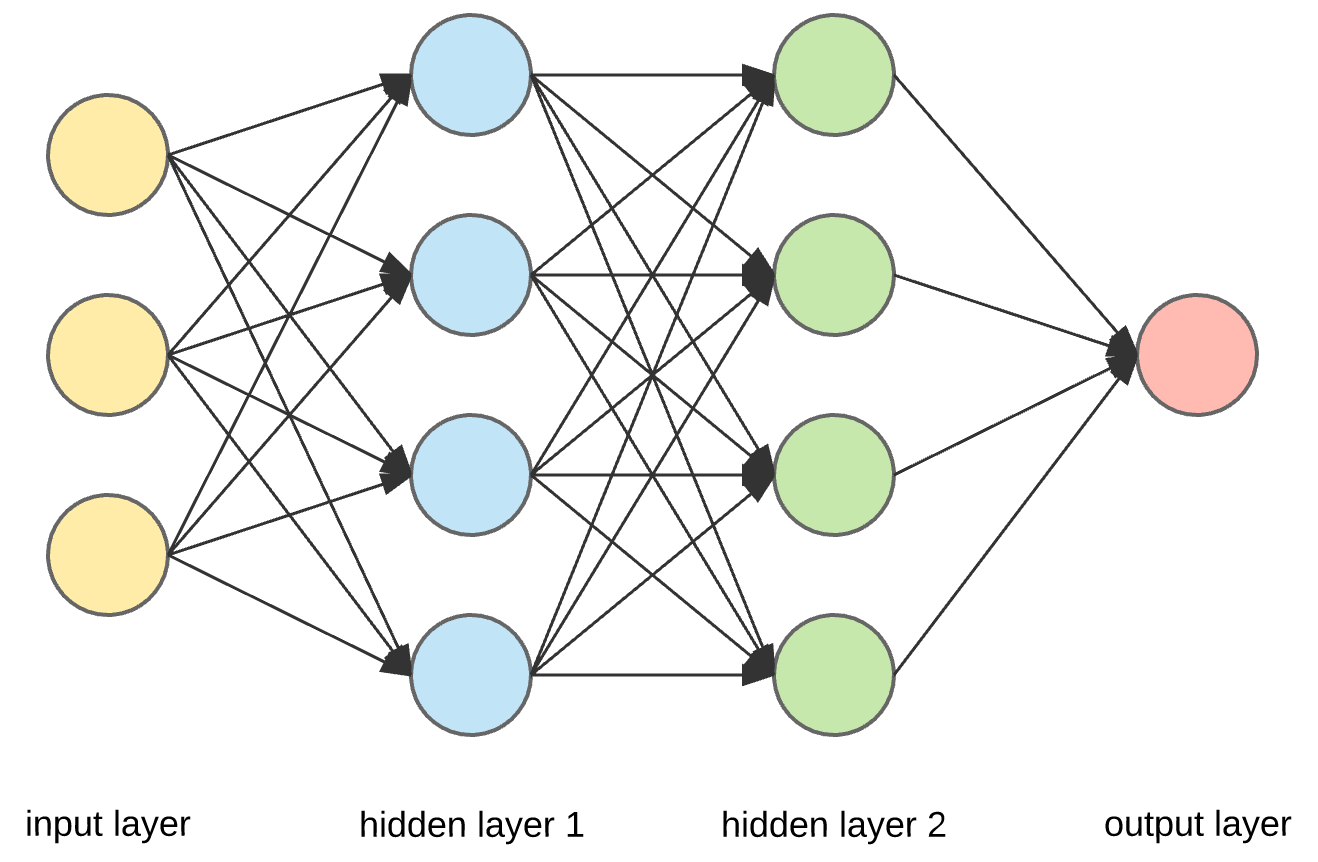 input layer
hidden layer 1
hidden layer 2
output layer